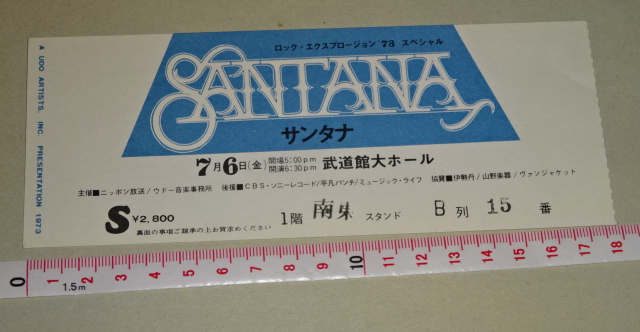 ロック・エクスプロージョン '73 スペシャル
SANTANA
サンタナ
7月6日(金) 開場5:00pm 開演6:30pm 武道館大ホール
主催■ニッポン放送/ウドー音楽事務所 後援■CBS・ソニーレコード/平凡パンチ/ミュージック・ライフ 協賛■伊勢丹/山野楽器/ヴァンヂャケット
S ¥2,800 1階 南東 スタンド B 列 15 番
裏面の事項ご承承の上お買求めください
A UDO ARTISTS, INC PRESENTATION 1973
0 1 2 3 4 5 6 7 8 9 10 11 12 13 14 15 16 17 18
1.5m